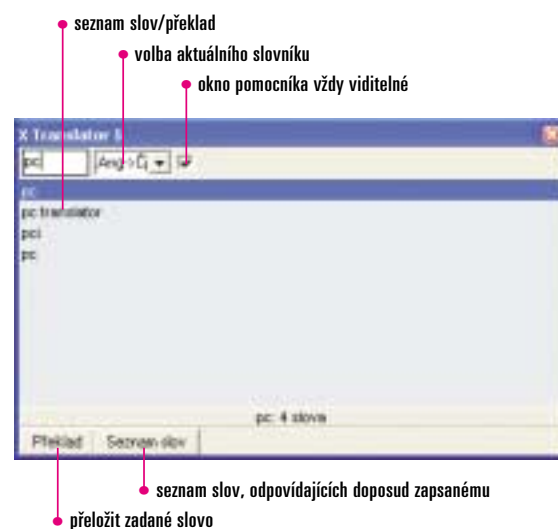 seznam slov/překlad
volba aktuálního slovníku
okno pomocníka vždy viditelné
X Translator 5
pc Ang->Č
pc
pc translator
pci
pc
pc: 4 slova
Překlad Seznam slov
seznam slov, odpovídajících doposud zapsanému
přeložit zadané slovo